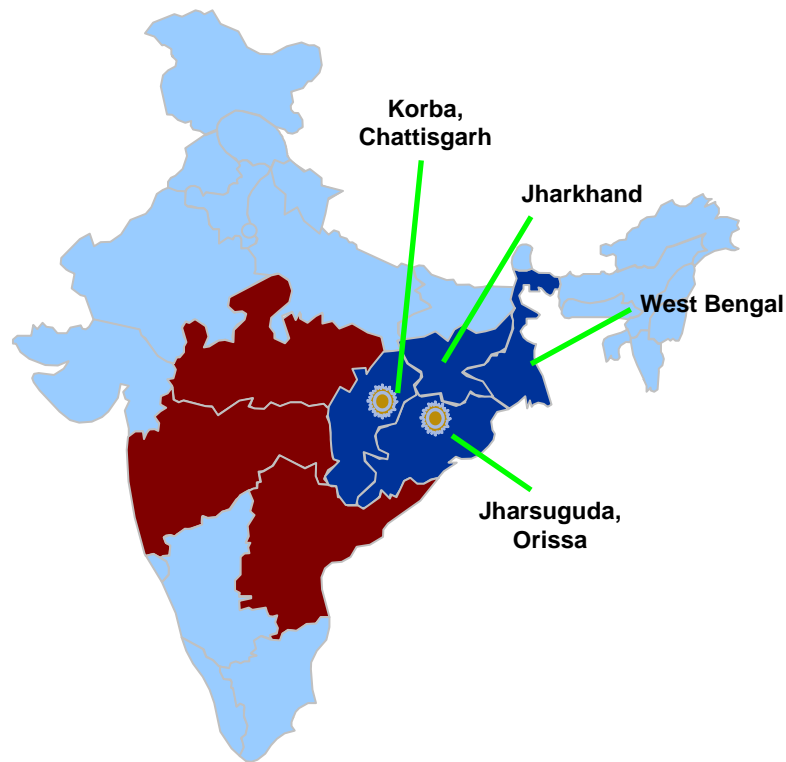 Korba,
Chattisgarh
Jharkhand
West Bengal
Jharsuguda,
Orissa